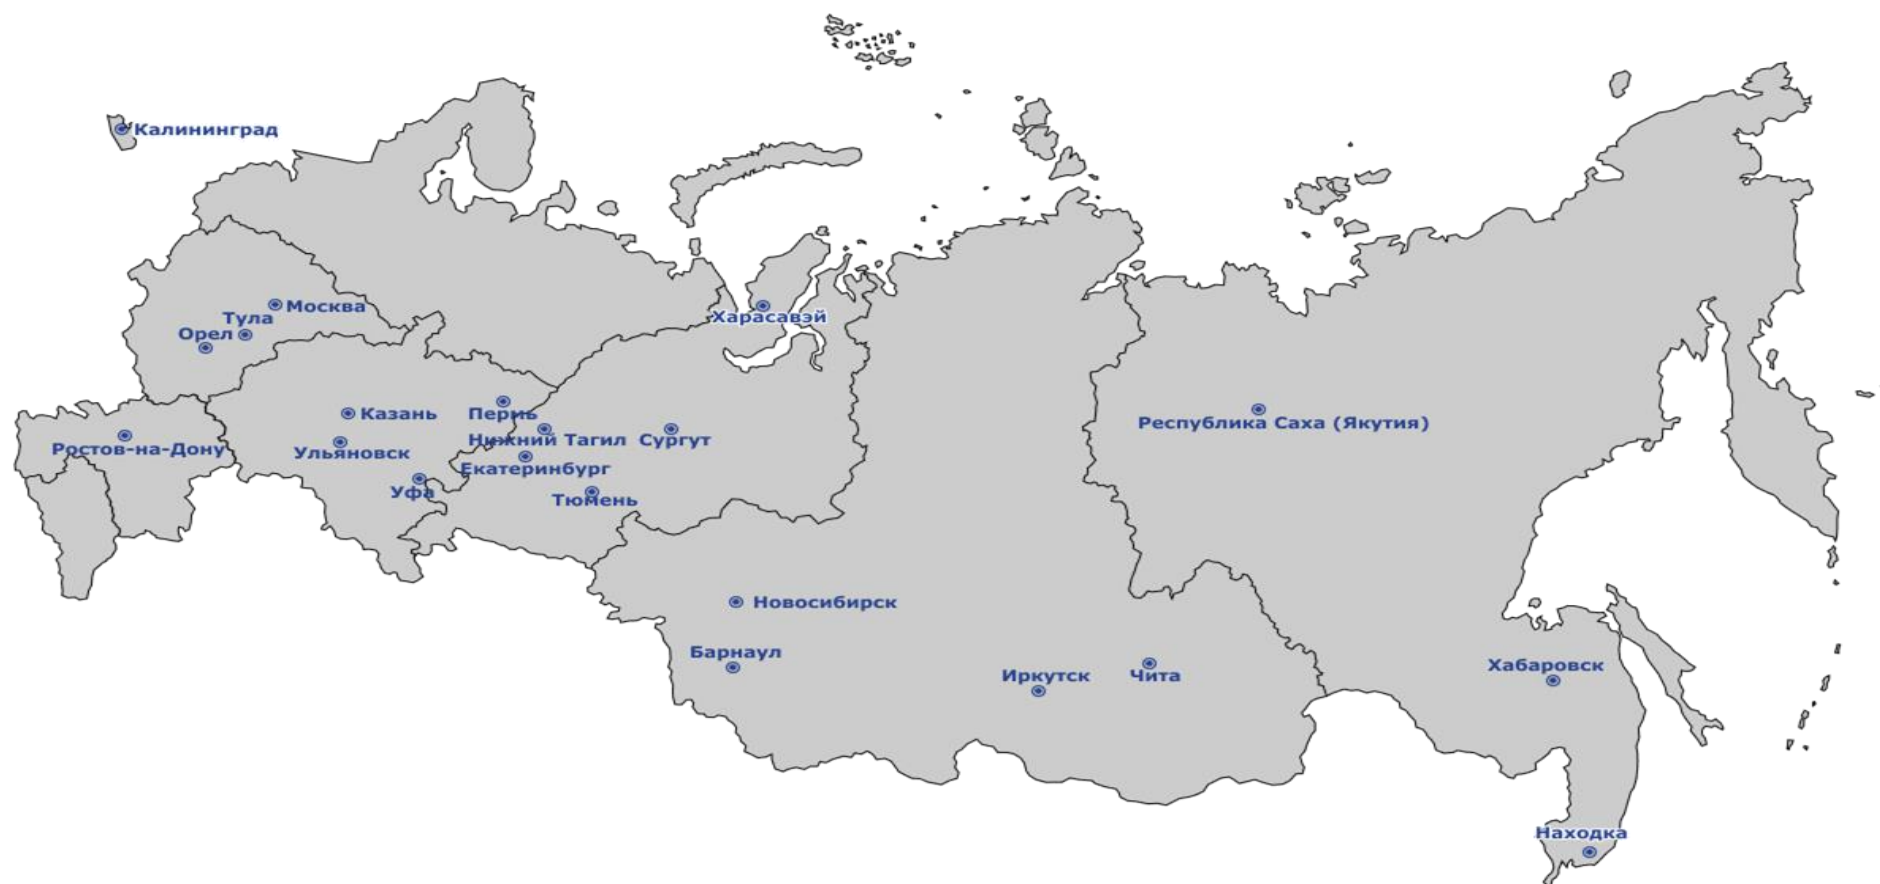 Калининград
Москва
Харасавэй
Тула
Орел
Казань
Пермь
Республика Саха (Якутия)
Нижний Тагил
Сургут
Ростов-на-Дону
Ульяновск
Екатеринбург
Уфа
Тюмень
Новосибирск
Барнаул
Хабаровск
Иркутск
Чита
Находка